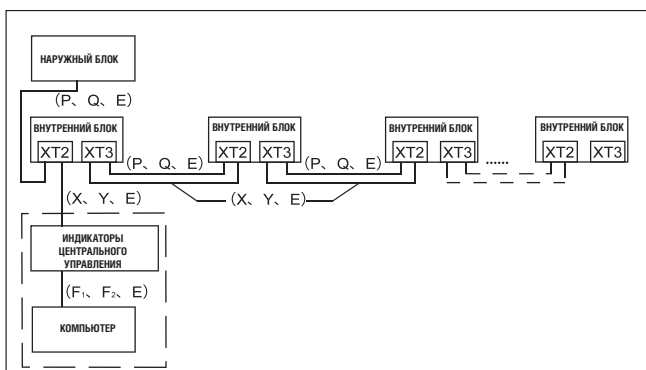 НАРУЖНЫЙ БЛОК
(P、Q、E)
ВНУТРЕННИЙ БЛОК
XT2 XT3
(P、Q、E)
ВНУТРЕННИЙ БЛОК
XT2 XT3
(P、Q、E)
ВНУТРЕННИЙ БЛОК
XT2 XT3
......
ВНУТРЕННИЙ БЛОК
XT2 XT3
(X、Y、E)
(X、Y、E)
ИНДИКАТОРЫ
ЦЕНТРАЛЬНОГО
УПРАВЛЕНИЯ
(F₁、F₂、E)
КОМПЬЮТЕР